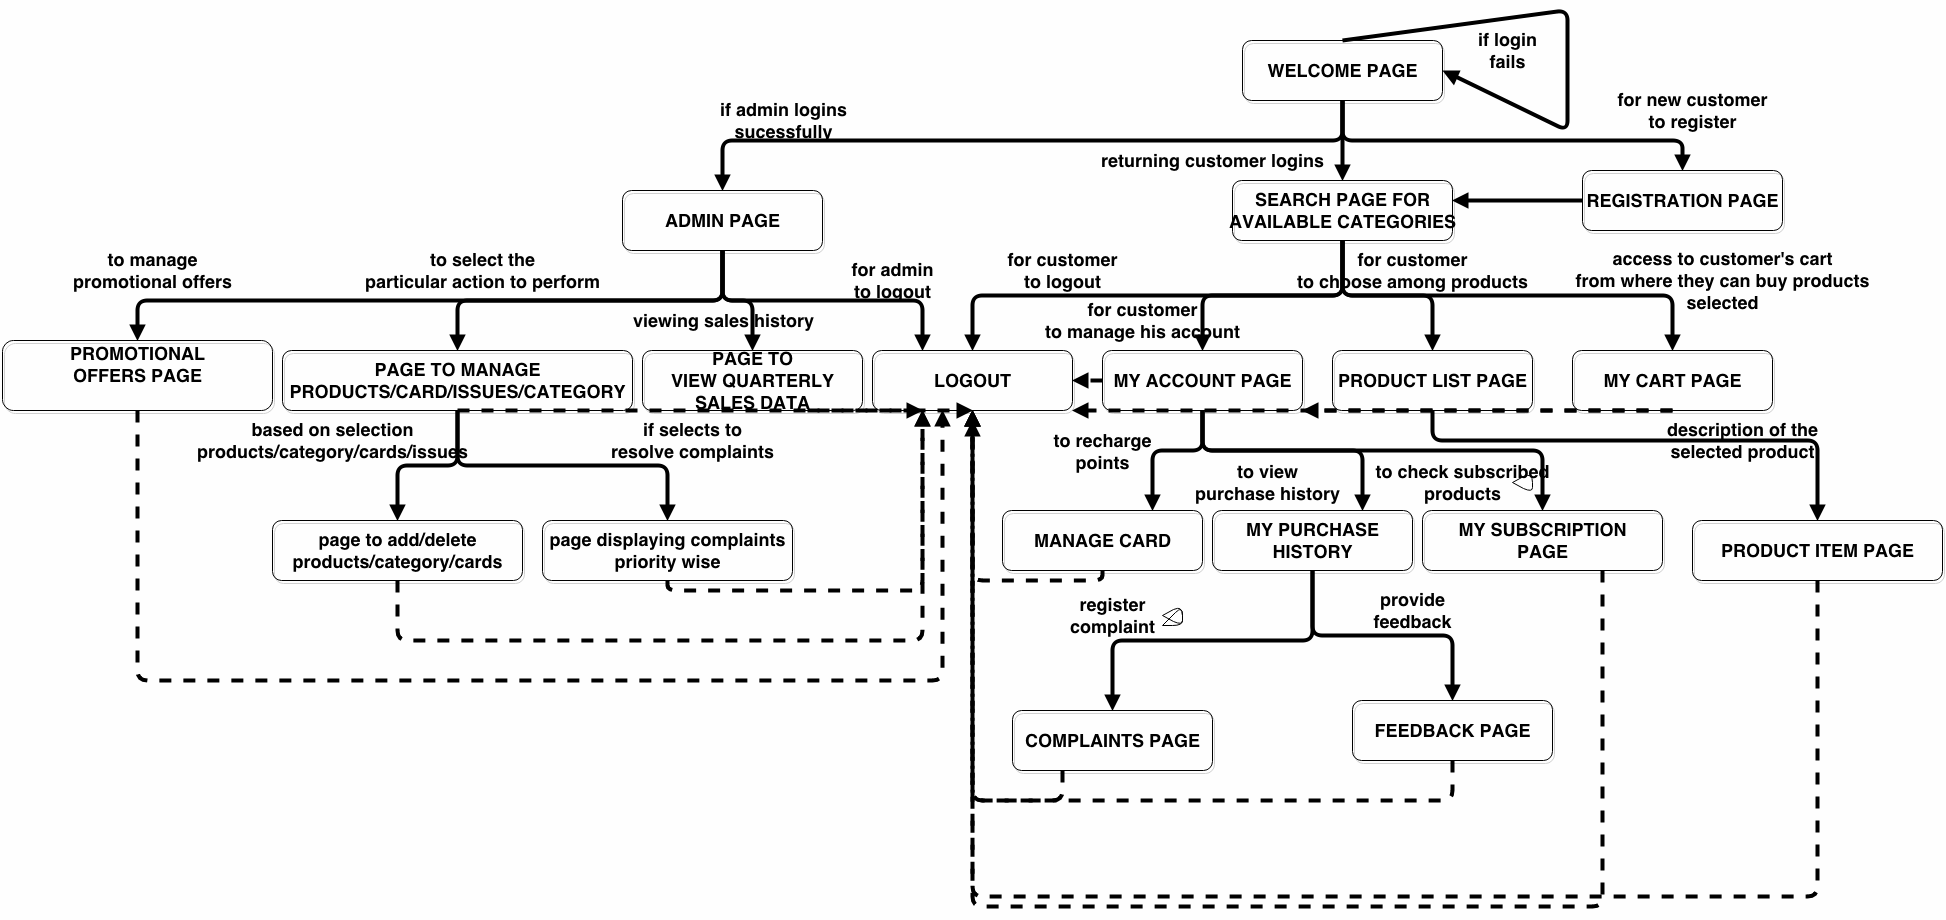 if login
fails
WELCOME PAGE
if admin logins
sucessfully
for new customer
to register
returning customer logins
ADMIN PAGE
SEARCH PAGE FOR
AVAILABLE CATEGORIES
REGISTRATION PAGE
to manage
promotional offers
to select the
particular action to perform
for admin
to logout
for customer
to logout
for customer
to choose among products
access to customer's cart
from where they can buy products
selected
viewing sales history
for customer
to manage his account
PROMOTIONAL
OFFERS PAGE
PAGE TO MANAGE
PRODUCTS/CARD/ISSUES/CATEGORY
PAGE TO
VIEW QUARTERLY
SALES DATA
LOGOUT
MY ACCOUNT PAGE
PRODUCT LIST PAGE
MY CART PAGE
based on selection
products/category/cards/issues
if selects to
resolve complaints
to recharge
points
to view
purchase history
to check subscribed
products
description of the
selected product
page to add/delete
products/category/cards
page displaying complaints
priority wise
MANAGE CARD
MY PURCHASE
HISTORY
MY SUBSCRIPTION
PAGE
PRODUCT ITEM PAGE
register
complaint
provide
feedback
COMPLAINTS PAGE
FEEDBACK PAGE